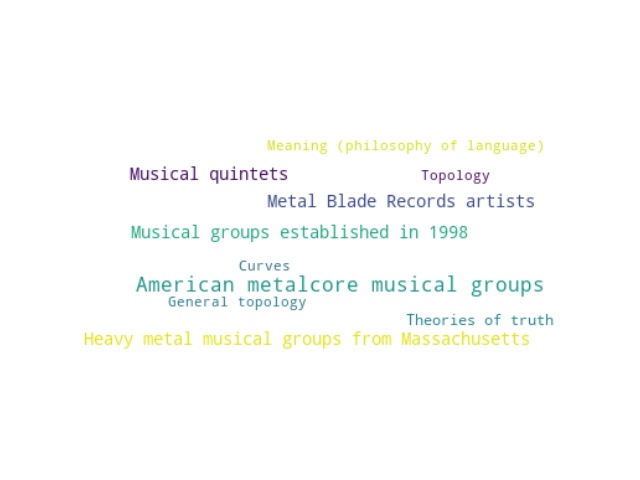 Meaning (philosophy of language)
Musical quintets
Topology
Metal Blade Records artists
Musical groups established in 1998
Curves
American metalcore musical groups
General topology
Theories of truth
Heavy metal musical groups from Massachusetts